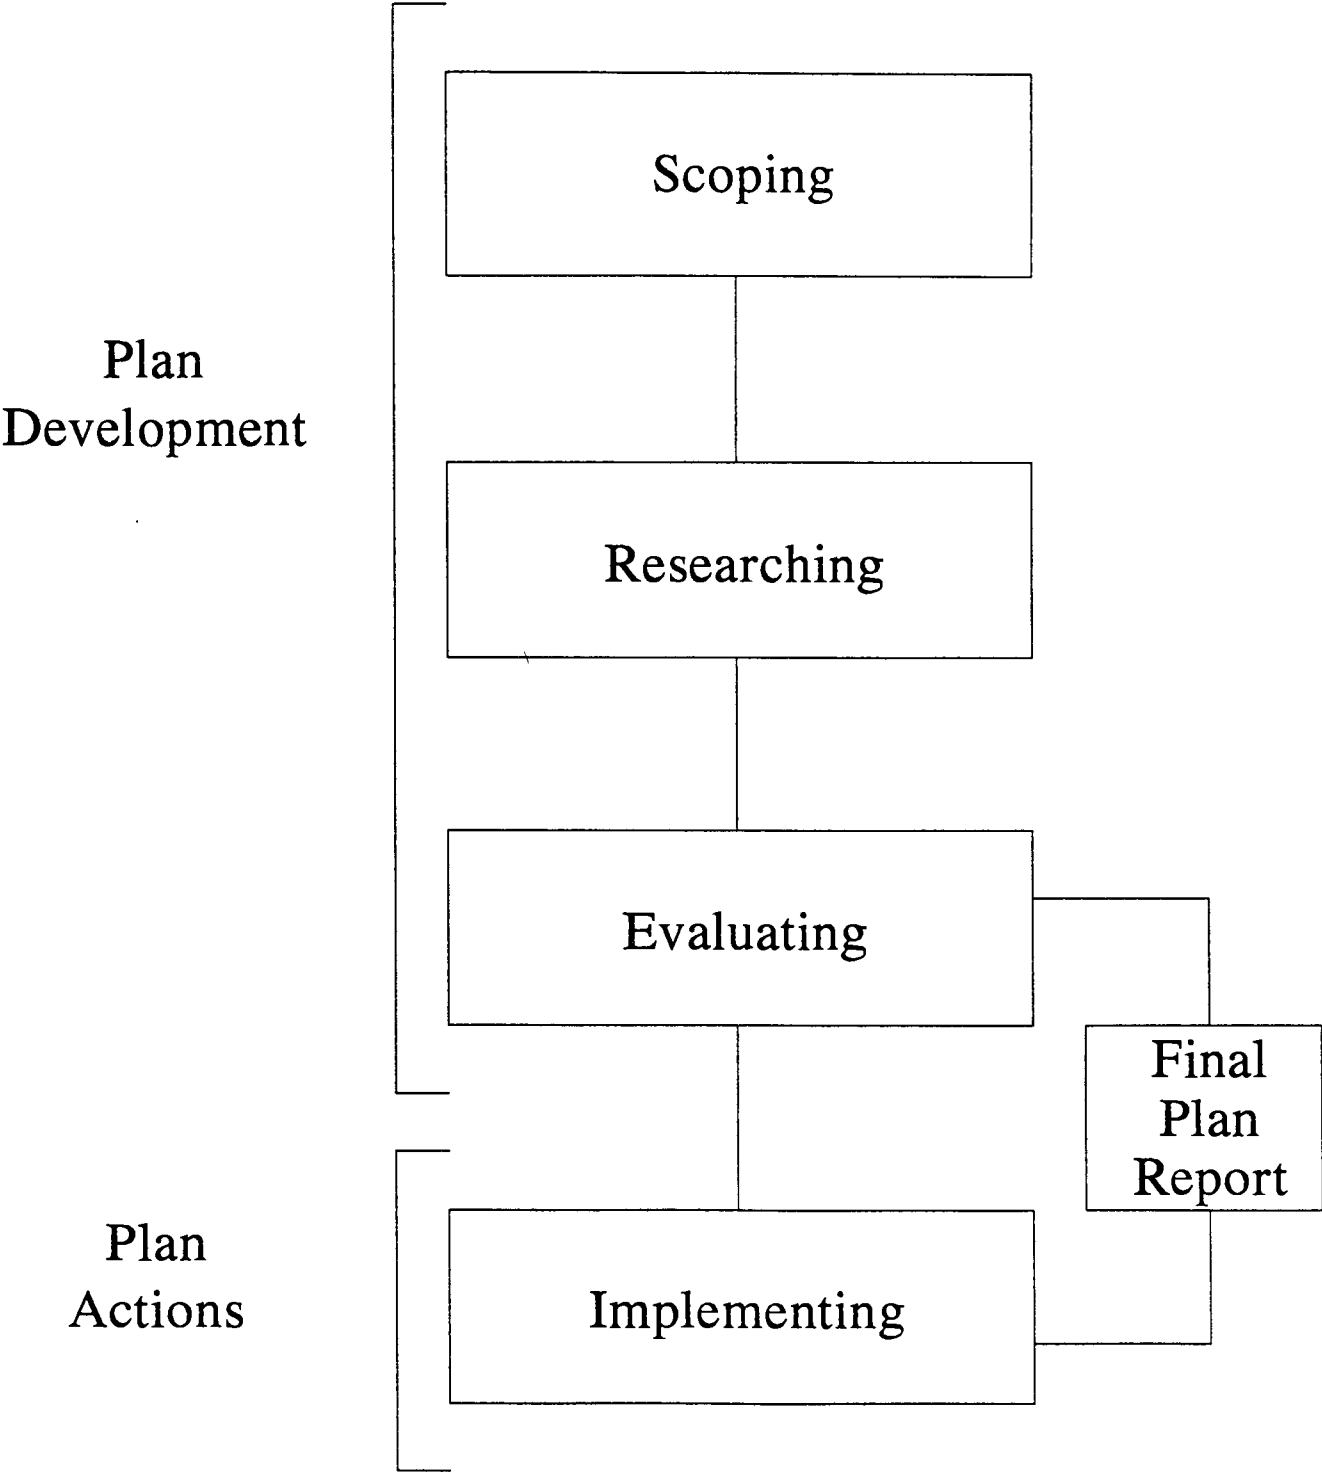 Scoping
Plan
Development
Researching
Evaluating
Final
Plan
Report
Plan
Actions
Implementing